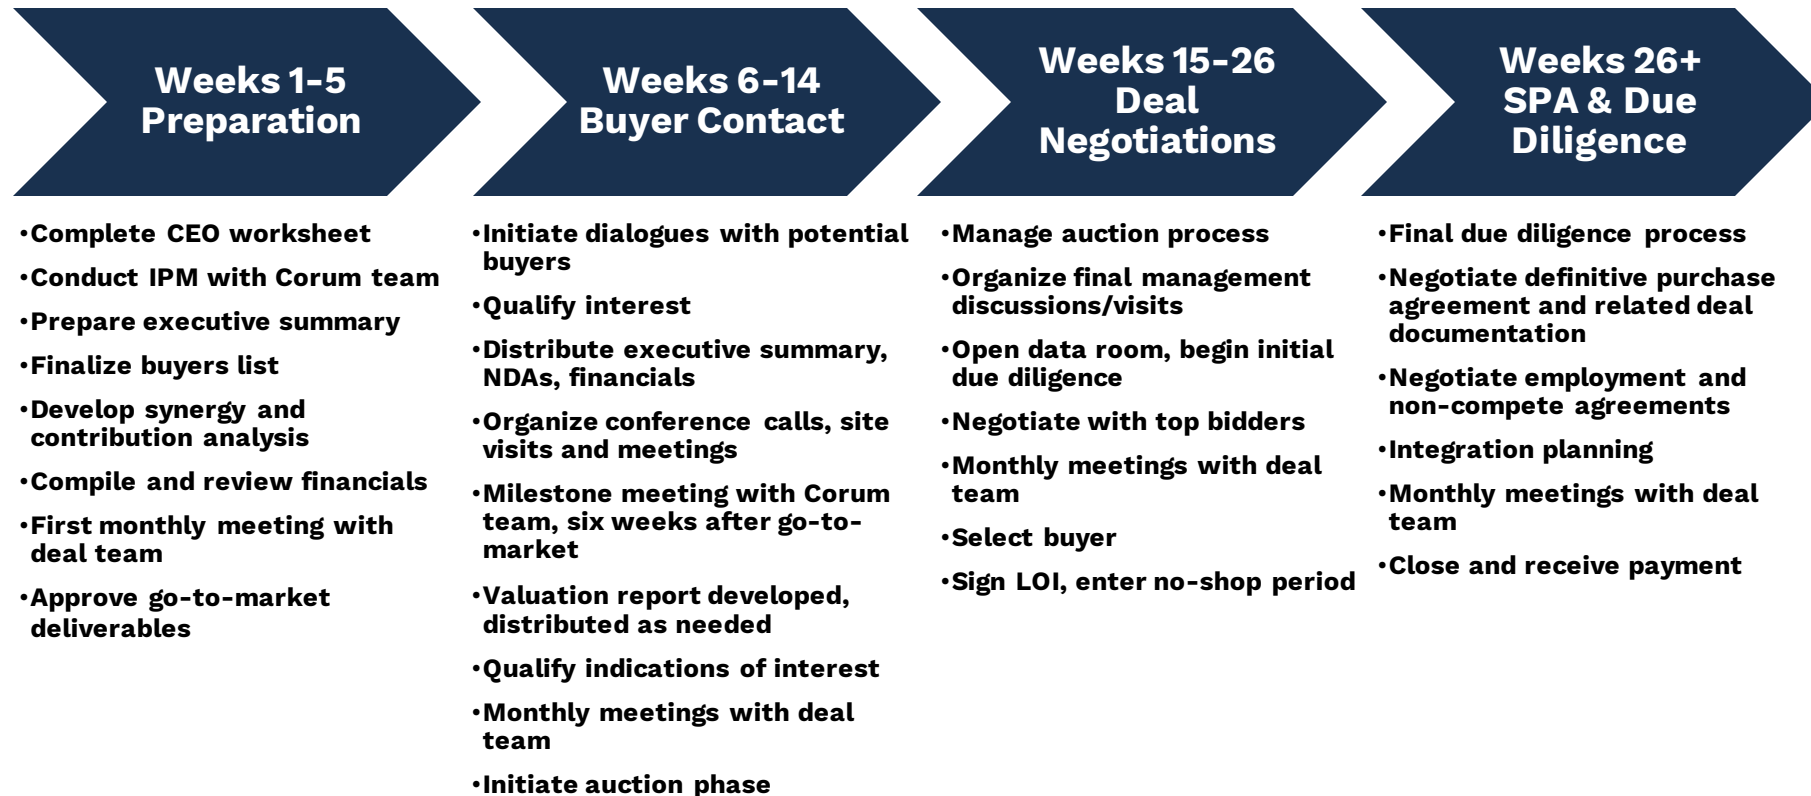 Weeks 1-5
Preparation
•Complete CEO worksheet
•Conduct IPM with Corum team
•Prepare executive summary
•Finalize buyers list
•Develop synergy and
contribution analysis
•Compile and review financials
•First monthly meeting with
deal team
•Approve go-to-market
deliverables
Weeks 6-14
Buyer Contact
•Initiate dialogues with potential
buyers
•Qualify interest
•Distribute executive summary,
NDAs, financials
•Organize conference calls, site
visits and meetings
•Milestone meeting with Corum
team, six weeks after go-to-
market
•Valuation report developed,
distributed as needed
•Qualify indications of interest
•Monthly meetings with deal
team
•Initiate auction phase
Weeks 15-26
Deal
Negotiations
•Manage auction process
•Organize final management
discussions/visits
•Open data room, begin initial
due diligence
•Negotiate with top bidders
•Monthly meetings with deal
team
•Select buyer
•Sign LOI, enter no-shop period
Weeks 26+
SPA & Due
Diligence
•Final due diligence process
•Negotiate definitive purchase
agreement and related deal
documentation
•Negotiate employment and
non-compete agreements
•Integration planning
•Monthly meetings with deal
team
•Close and receive payment